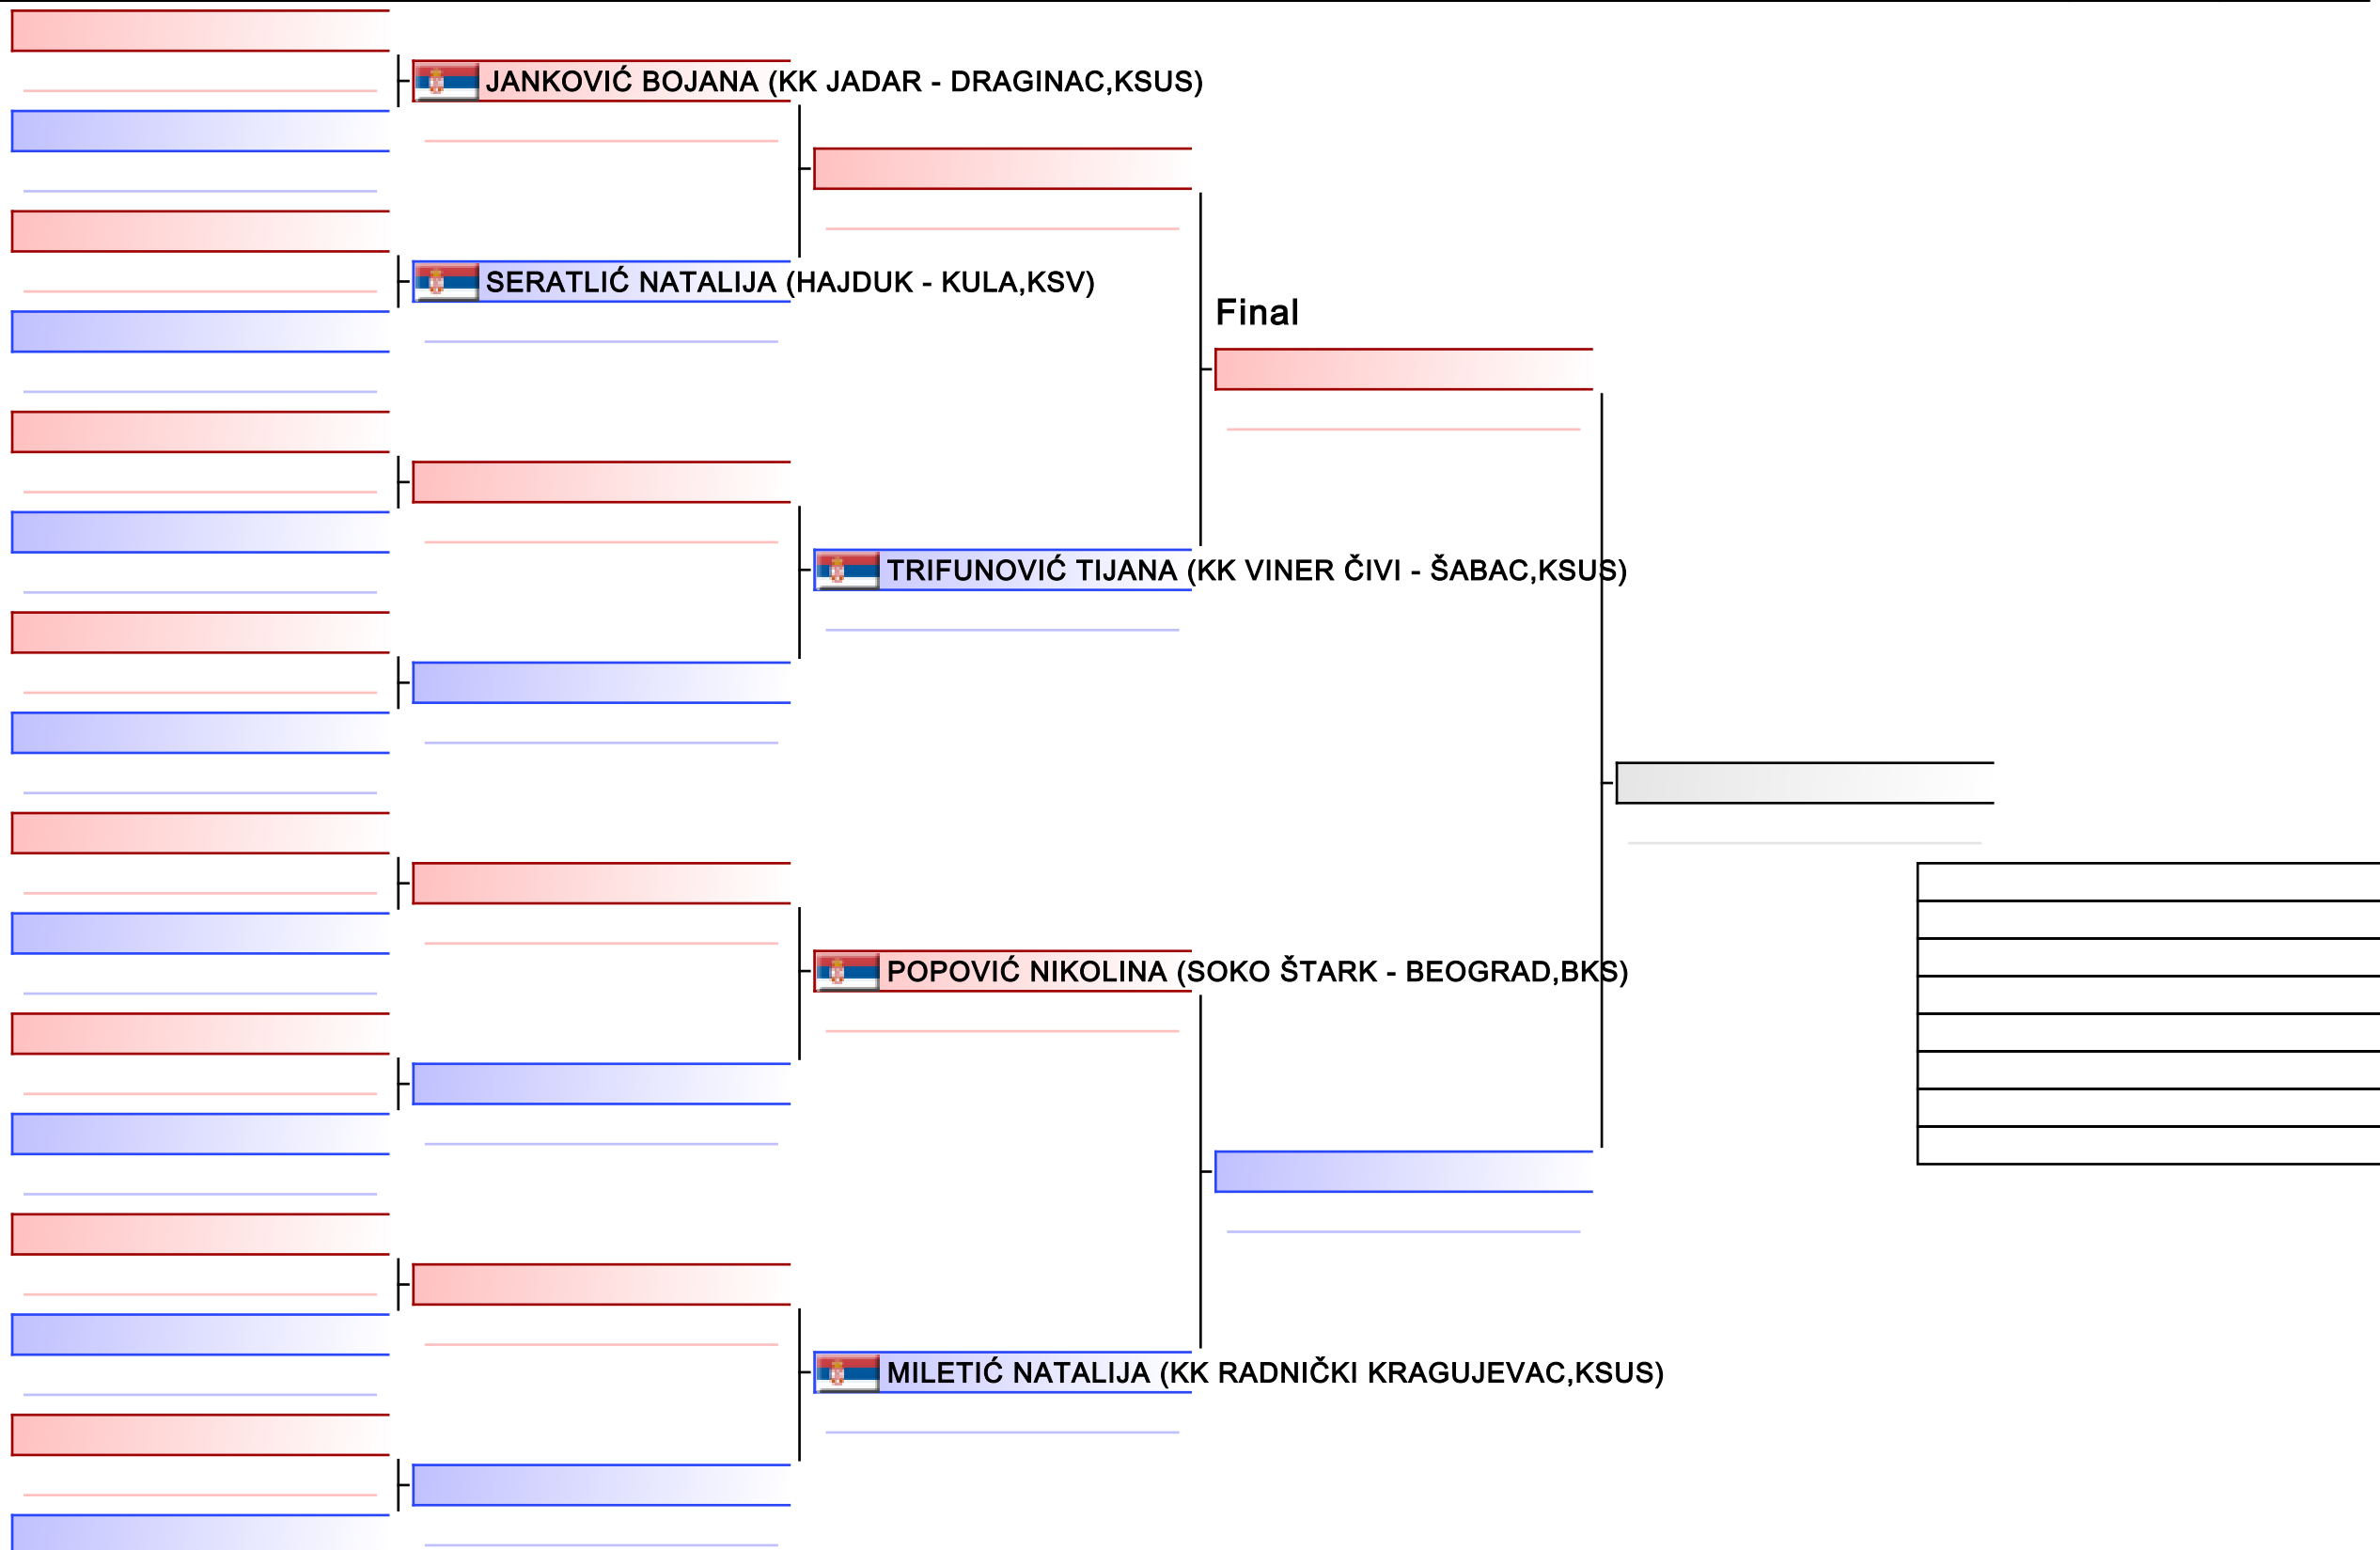 JANKOVIĆ BOJANA (KK JADAR - DRAGINAC,KSUS)
SERATLIĆ NATALIJA (HAJDUK - KULA,KSV)
Final
TRIFUNOVIĆ TIJANA (KK VINER ČIVI - ŠABAC,KSUS)
POPOVIĆ NIKOLINA (SOKO ŠTARK - BEOGRAD,BKS)
MILETIĆ NATALIJA (KK RADNIČKI KRAGUJEVAC,KSUS)